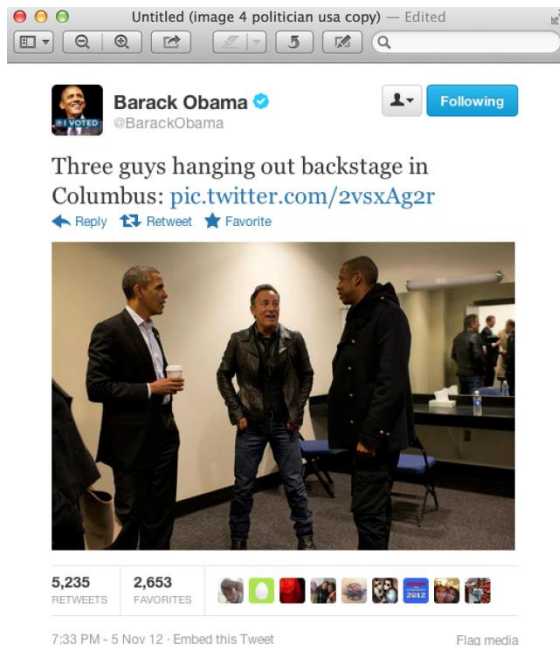 Untitled (image 4 politician usa copy) — Edited
I VOTED
Barack Obama
@BarackObama
Following
Three guys hanging out backstage in
Columbus: pic.twitter.com/2vsxAg2r
Reply Retweet Favorite
5,235 2,653
RETWEETS FAVORITES
2012
7:33 PM - 5 Nov 12 · Embed this Tweet Flag media